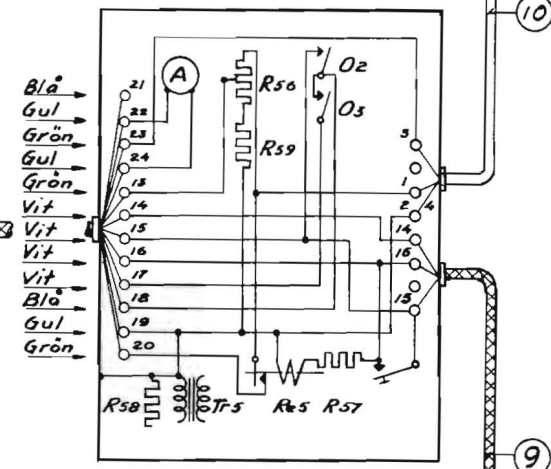 10
Blå
Gul
Grön
Gul
Grön
Vit
Vit
Vit
Vit
Blå
Gul
Grön
21
22
23
24
13
14
15
16
17
18
19
20
A
R56
R59
O2
O3
3
1
2 4
14
16
15
R58 Tr5 Re5 R57
9